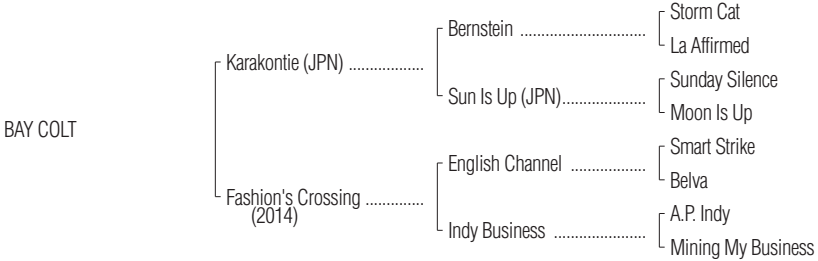 Storm Cat
Bernstein ..............................
La Affirmed
Karakontie (JPN) ..................
Sunday Silence
Sun Is Up (JPN)....................
Moon Is Up
BAY COLT
Smart Strike
English Channel ..................
Belva
Fashion's Crossing ..............
(2014)
A.P. Indy
Indy Business ......................
Mining My Business